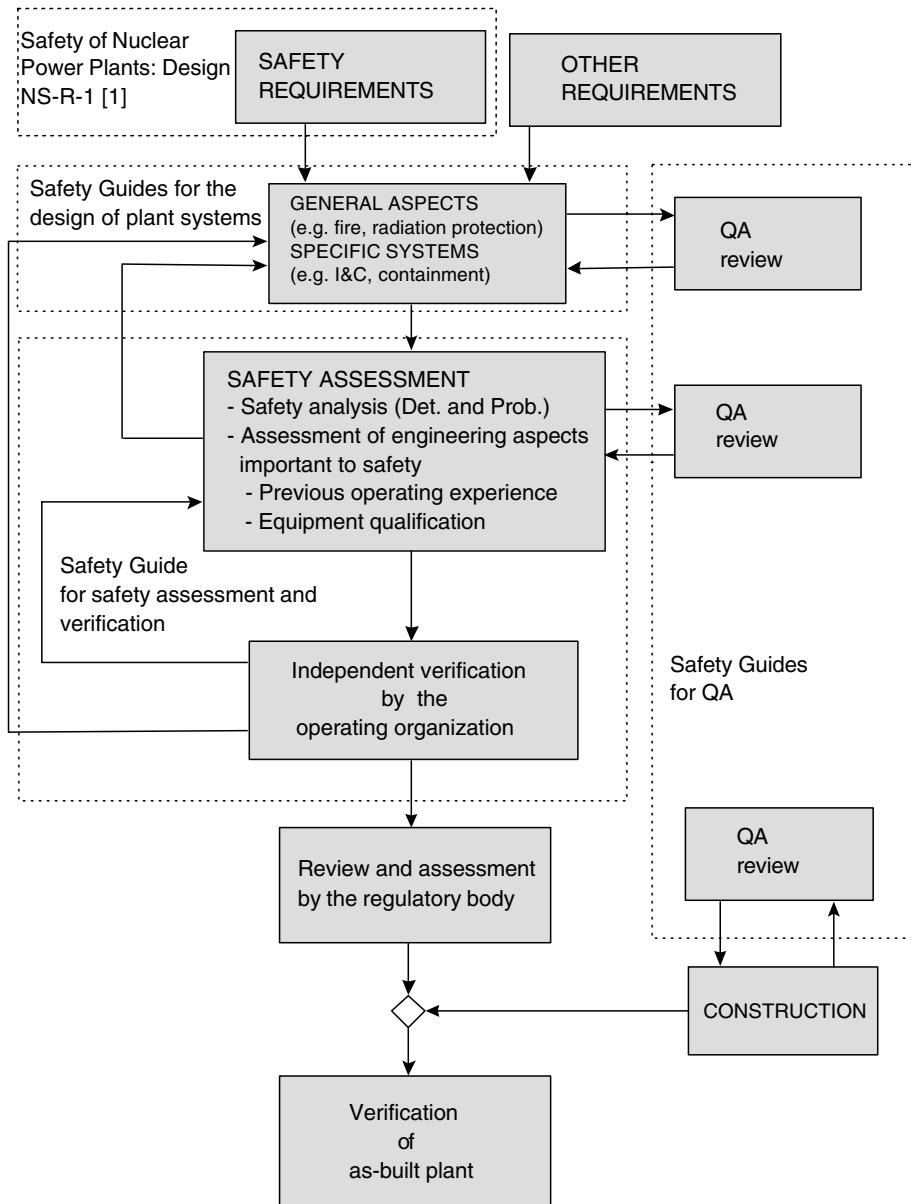 Safety of Nuclear
Power Plants: Design
NS-R-1 [1]
SAFETY
REQUIREMENTS
OTHER
REQUIREMENTS
Safety Guides for the
design of plant systems
GENERAL ASPECTS
(e.g. fire, radiation protection)
SPECIFIC SYSTEMS
(e.g. I&C, containment)
QA
review
SAFETY ASSESSMENT
- Safety analysis (Det. and Prob.)
- Assessment of engineering aspects
important to safety
- Previous operating experience
- Equipment qualification
QA
review
Safety Guide
for safety assessment and
verification
Independent verification
by the
operating organization
Safety Guides
for QA
Review and assessment
by the regulatory body
QA
review
CONSTRUCTION
Verification
of
as-built plant